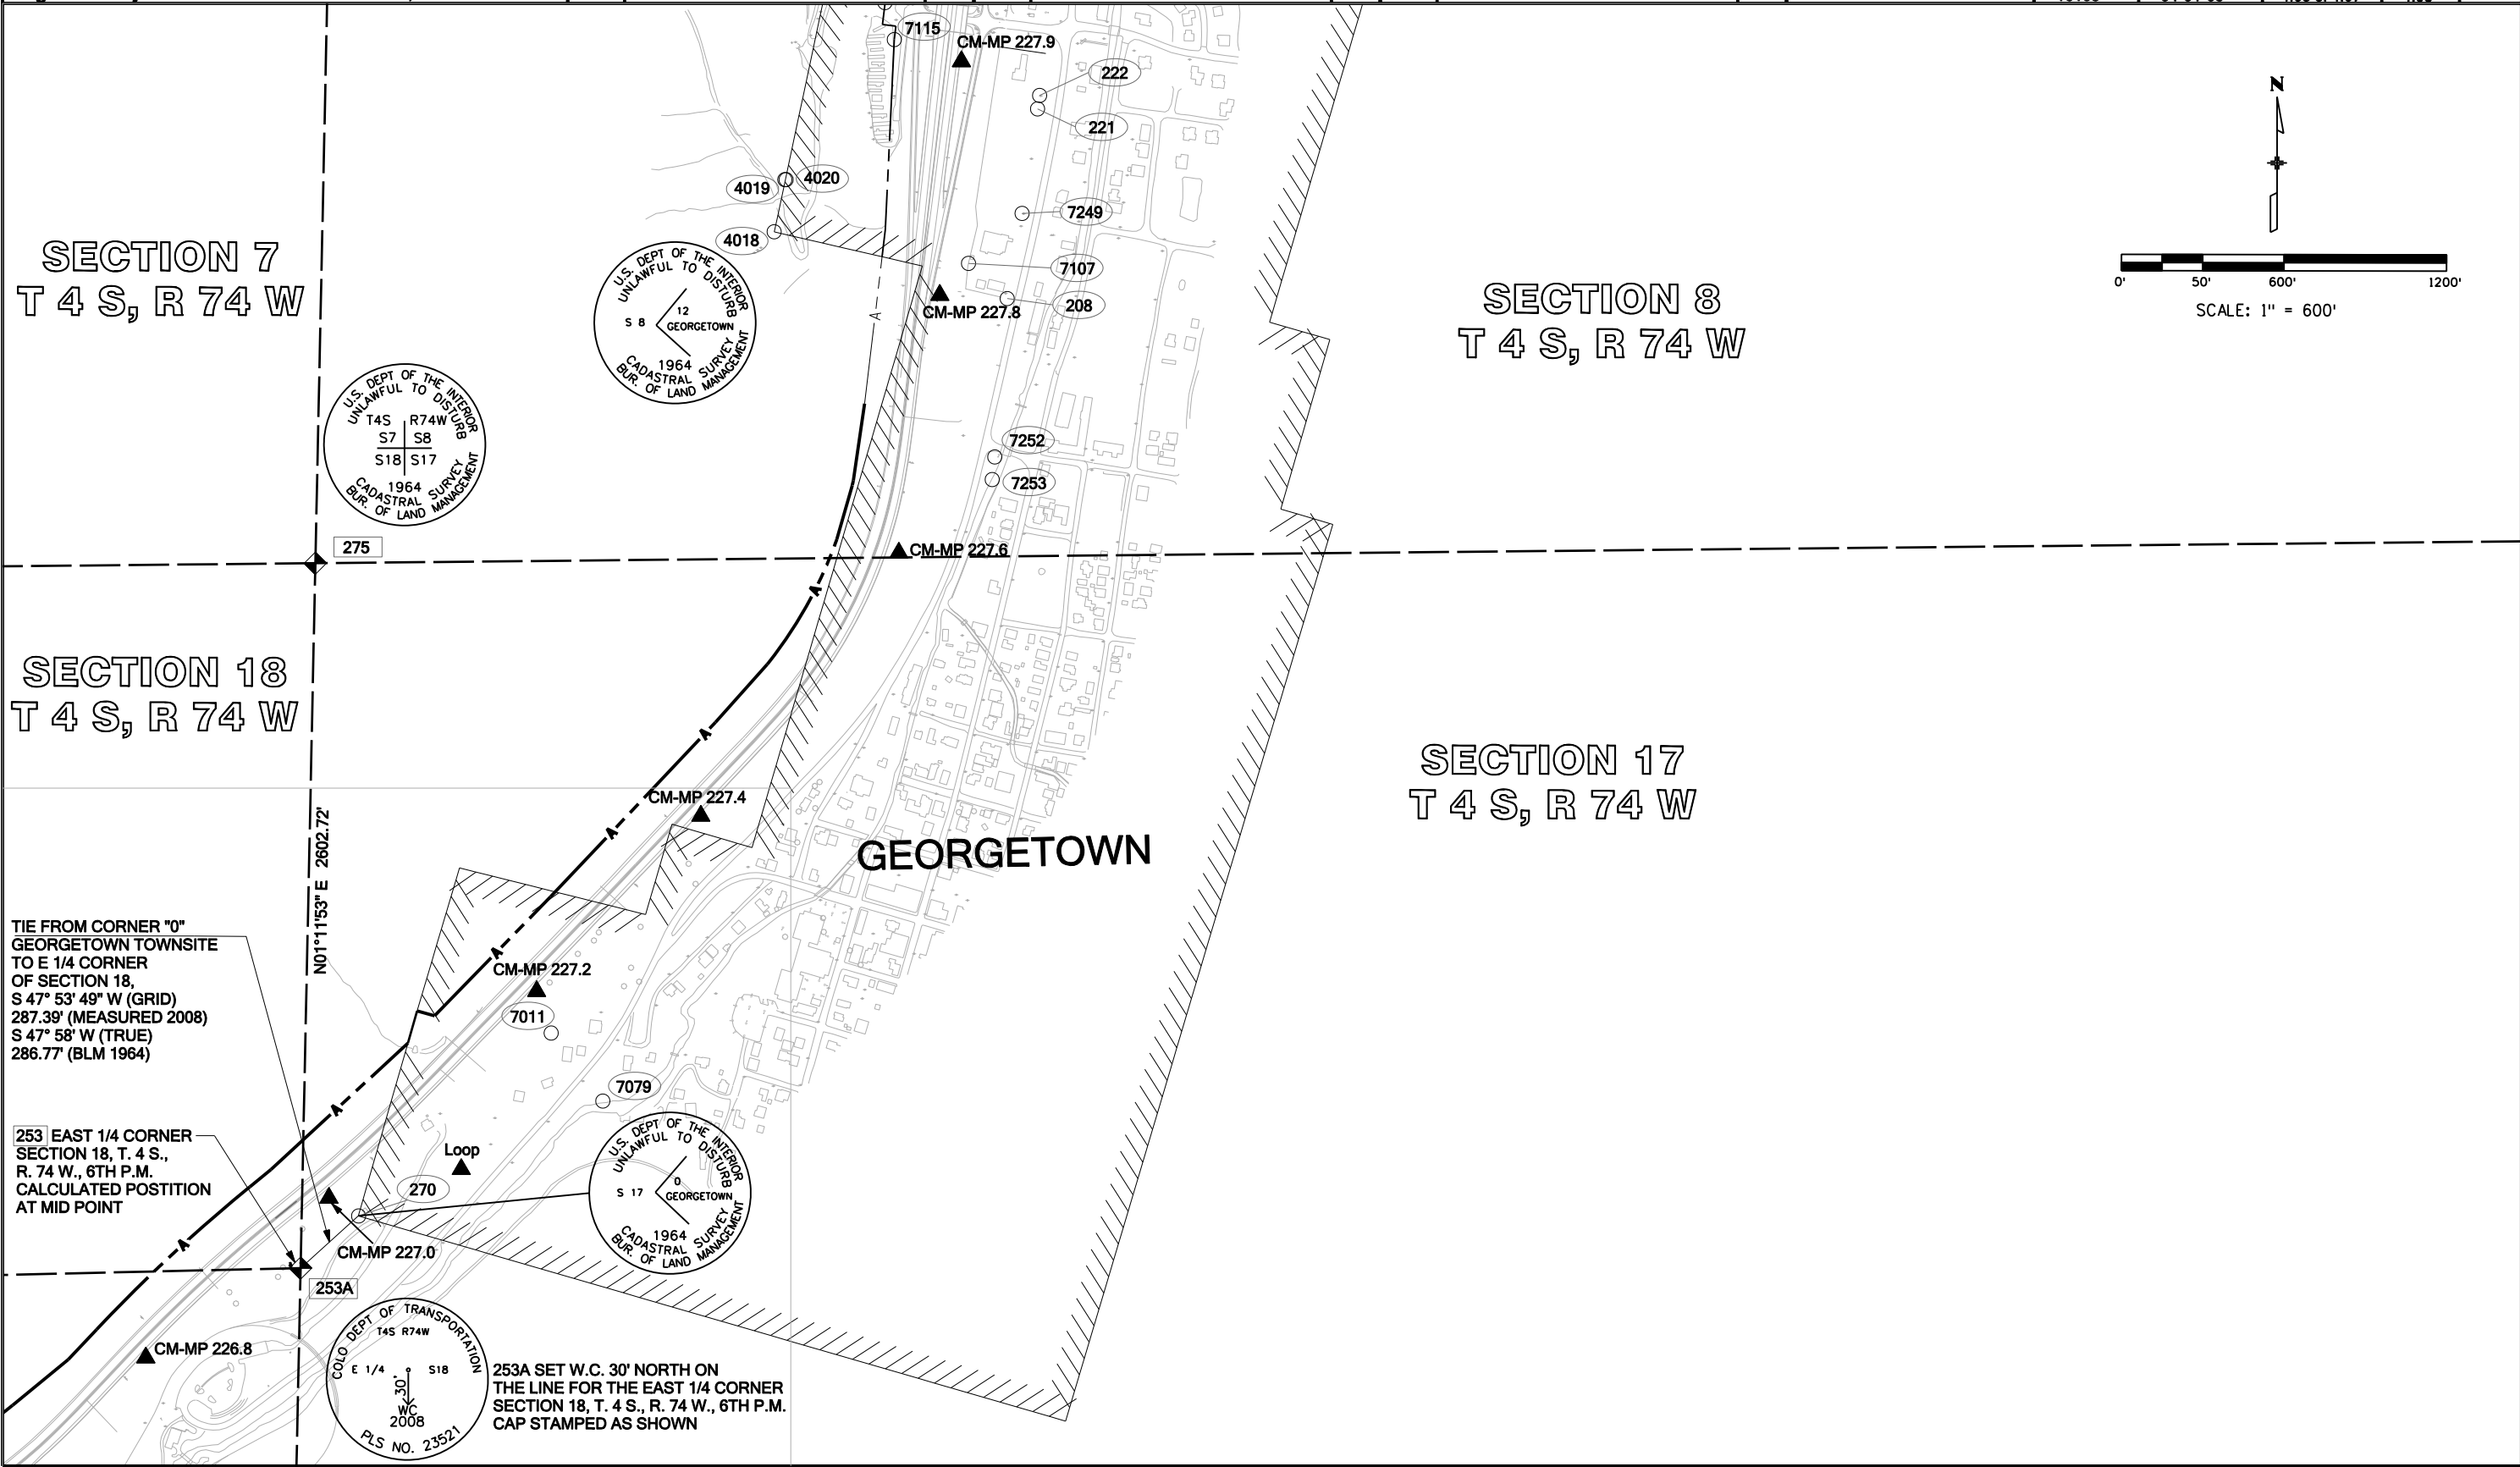 7115
CM-MP 227.9
222
221
N
4019
4020
7249
4018
SECTION 7
T 4 S, R 74 W
7107
CM-MP 227.8
208
SECTION 8
T 4 S, R 74 W
0'
50'
600'
1200'
SCALE: 1" = 600'
U.S. DEPT OF THE INTERIOR
UNLAWFUL TO DISTURB
12
S 8
GEORGETOWN
1964
CADASTRAL SURVEY
BUR. OF LAND MANAGEMENT
A
U.S. DEPT OF THE INTERIOR
UNLAWFUL TO DISTURB
T4S R74W
S7 S8
S18 S17
1964
CADASTRAL SURVEY
BUR. OF LAND MANAGEMENT
7252
7253
275
CM-MP 227.6
A
SECTION 18
T 4 S, R 74 W
A
SECTION 17
T 4 S, R 74 W
CM-MP 227.4
A
GEORGETOWN
N01°11'53" E 2602.72'
TIE FROM CORNER "0"
GEORGETOWN TOWNSITE
TO E 1/4 CORNER
OF SECTION 18,
S 47° 53' 49" W (GRID)
287.39' (MEASURED 2008)
S 47° 58' W (TRUE)
286.77' (BLM 1964)
A
CM-MP 227.2
7011
7079
A
253 EAST 1/4 CORNER
SECTION 18, T. 4 S.,
R. 74 W., 6TH P.M.
CALCULATED POSTITION
AT MID POINT
Loop
270
U.S. DEPT OF THE INTERIOR
UNLAWFUL TO DISTURB
0
S 17
GEORGETOWN
1964
CADASTRAL SURVEY
BUR. OF LAND MANAGEMENT
A
CM-MP 227.0
253A
CM-MP 226.8
COLO DEPT OF TRANSPORTATION
T4S R74W
E 1/4 S18
30'
WC
2008
PLS NO. 23521
253A SET W.C. 30' NORTH ON
THE LINE FOR THE EAST 1/4 CORNER
SECTION 18, T. 4 S., R. 74 W., 6TH P.M.
CAP STAMPED AS SHOWN